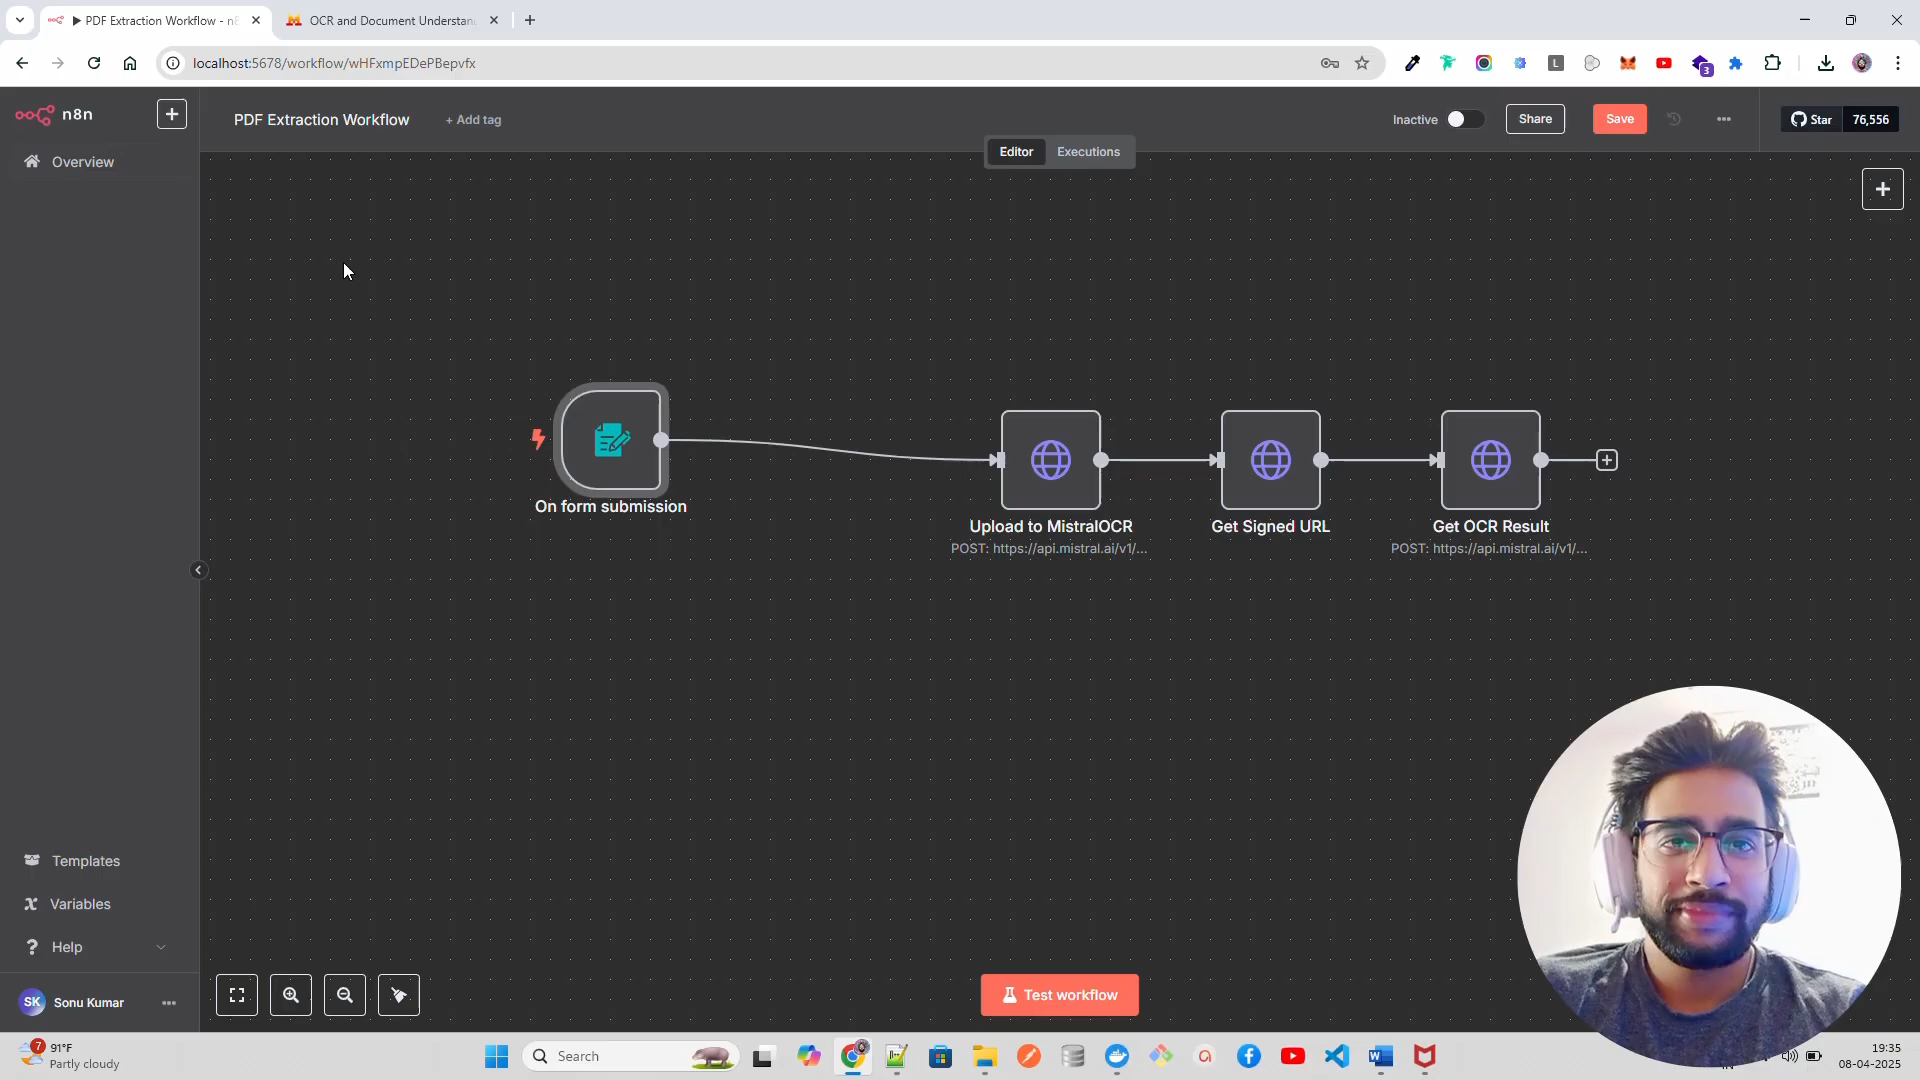 PDF Extraction Workflow - n8
OCR and Document Understan
localhost:5678/workflow/wHFxmpEDePBepvfx
L
3
n8n
PDF Extraction Workflow
+ Add tag
Inactive
Share
Save
Star
76,556
Overview
Editor
Executions
On form submission
Upload to MistralOCR
POST: https://api.mistral.ai/v1/...
Get Signed URL
Get OCR Result
POST: https://api.mistral.ai/v1/...
Templates
Variables
Help
SK
Sonu Kumar
Test workflow
7
91°F
Partly cloudy
Search
19:35
08-04-2025